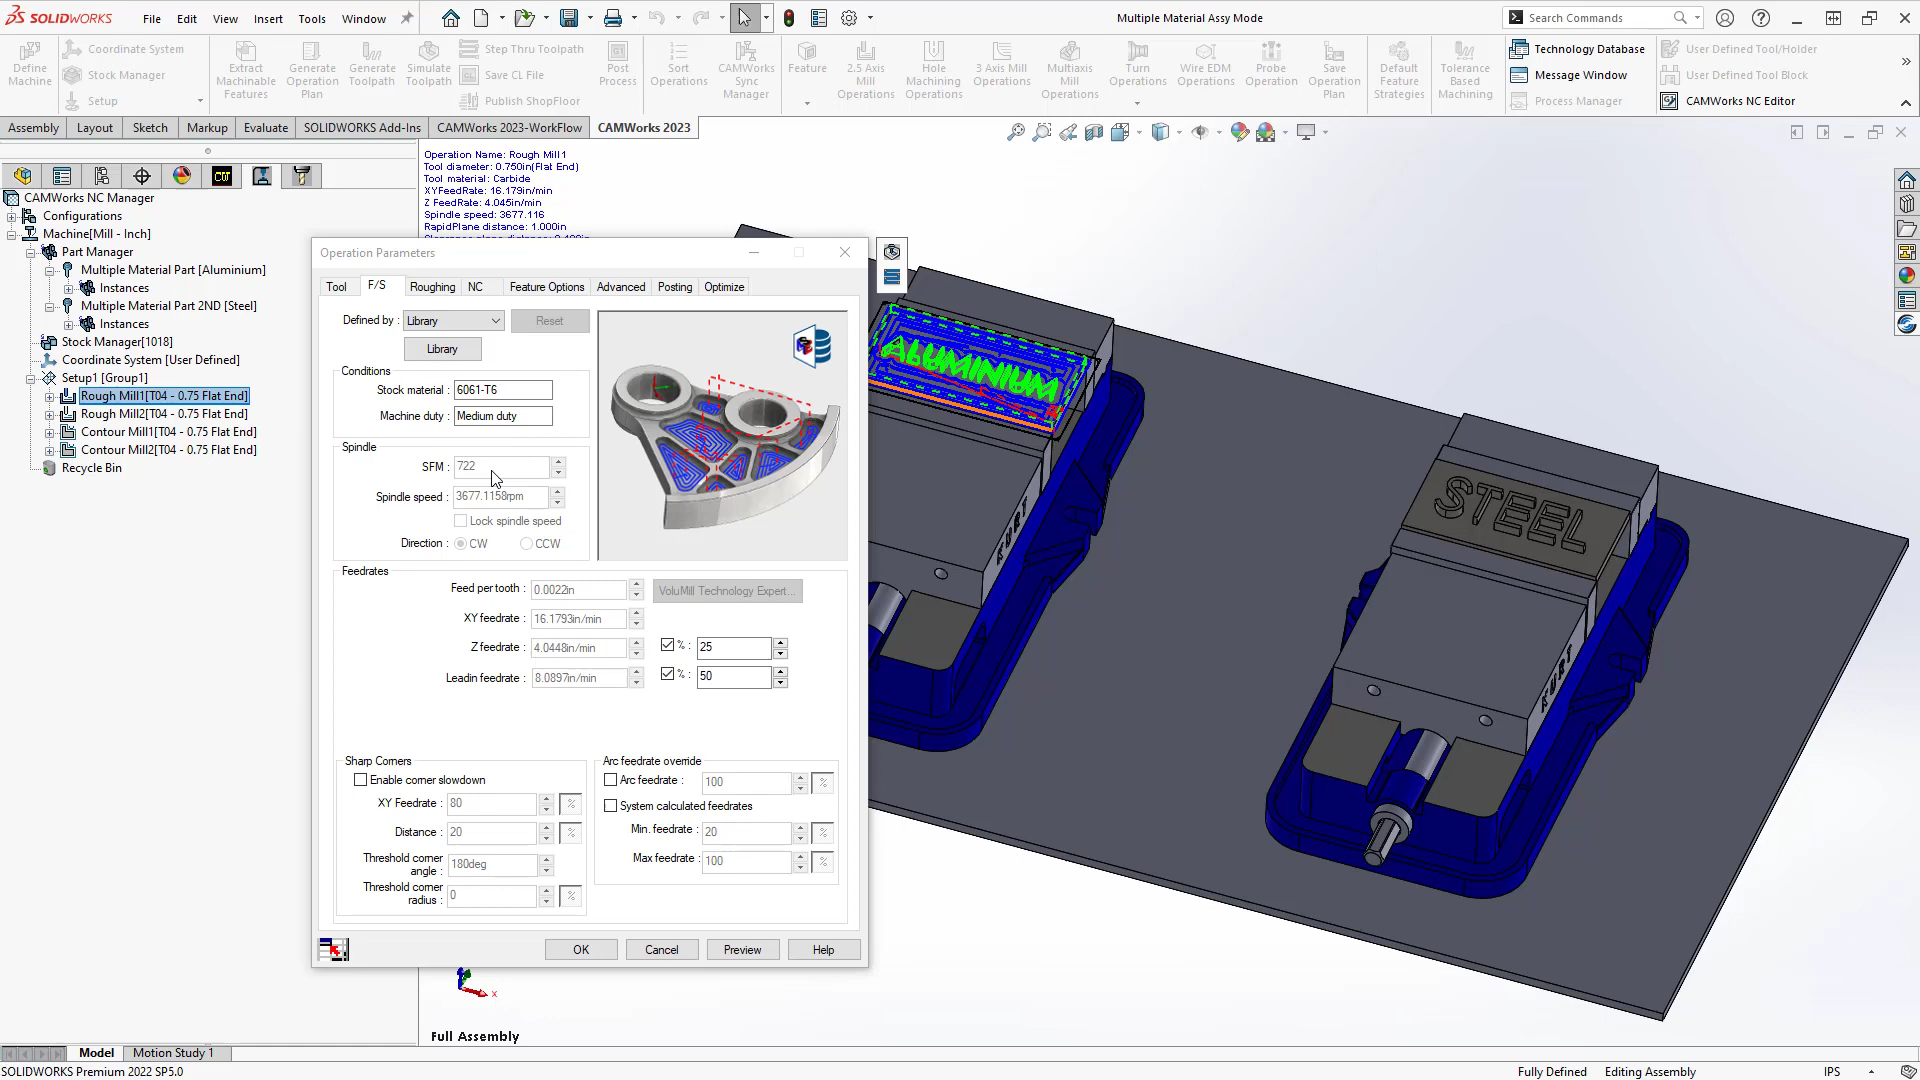 SOLIDWORKS File Edit View Insert Tools Window
Multiple Material Assy Mode
Search Commands
Define Machine
Coordinate System
Stock Manager
Setup
Extract Machinable Features
Generate Operation Plan
Generate Toolpath
Simulate Toolpath
Step Thru Toolpath
Save CL File
Publish ShopFloor
Post Process
Sort Operations
CAMWorks Sync Manager
Feature
2.5 Axis Mill Operations
Hole Machining Operations
3 Axis Mill Operations
Multiaxis Mill Operations
Turn Operations
Wire EDM Operations
Probe Operation
Save Operation Plan
Default Feature Strategies
Tolerance Based Machining
Technology Database
Message Window
Process Manager
User Defined Tool/Holder
User Defined Tool Block
CAMWorks NC Editor
Assembly Layout Sketch Markup Evaluate SOLIDWORKS Add-Ins CAMWorks 2023-WorkFlow CAMWorks 2023
CAMWorks NC Manager
Configurations
Machine[Mill - Inch]
Part Manager
Multiple Material Part [Aluminium]
Instances
Multiple Material Part 2ND [Steel]
Instances
Stock Manager[1018]
Coordinate System [User Defined]
Setup1 [Group1]
Rough Mill1[T04 - 0.75 Flat End]
Rough Mill2[T04 - 0.75 Flat End]
Contour Mill1[T04 - 0.75 Flat End]
Contour Mill2[T04 - 0.75 Flat End]
Recycle Bin
Operation Name: Rough Mill1
Tool diameter: 0.750in(Flat End)
Tool material: Carbide
XYFeedRate: 16.179in/min
Z FeedRate: 4.045in/min
Spindle speed: 3677.116
RapidPlane distance: 1.000in
Operation Parameters
Tool F/S Roughing NC Feature Options Advanced Posting Optimize
Defined by : Library Reset
Library
Conditions
Stock material : 6061-T6
Machine duty : Medium duty
Spindle
SFM : 722
Spindle speed : 3677.1158rpm
Lock spindle speed
Direction : CW CCW
Feedrates
Feed per tooth : 0.0022in VoluMill Technology Expert...
XY feedrate : 16.1793in/min
Z feedrate : 4.0448in/min % : 25
Leadin feedrate : 8.0897in/min % : 50
Sharp Corners
Enable corner slowdown
XY Feedrate : 80 %
Distance : 20 %
Threshold corner angle : 180deg
Threshold corner radius : 0 %
Arc feedrate override
Arc feedrate : 100 %
System calculated feedrates
Min. feedrate : 20 %
Max feedrate : 100 %
OK Cancel Preview Help
ALUMINIUM
STEEL
KURT
KURT
x
Full Assembly
Model Motion Study 1
SOLIDWORKS Premium 2022 SP5.0
Fully Defined Editing Assembly IPS